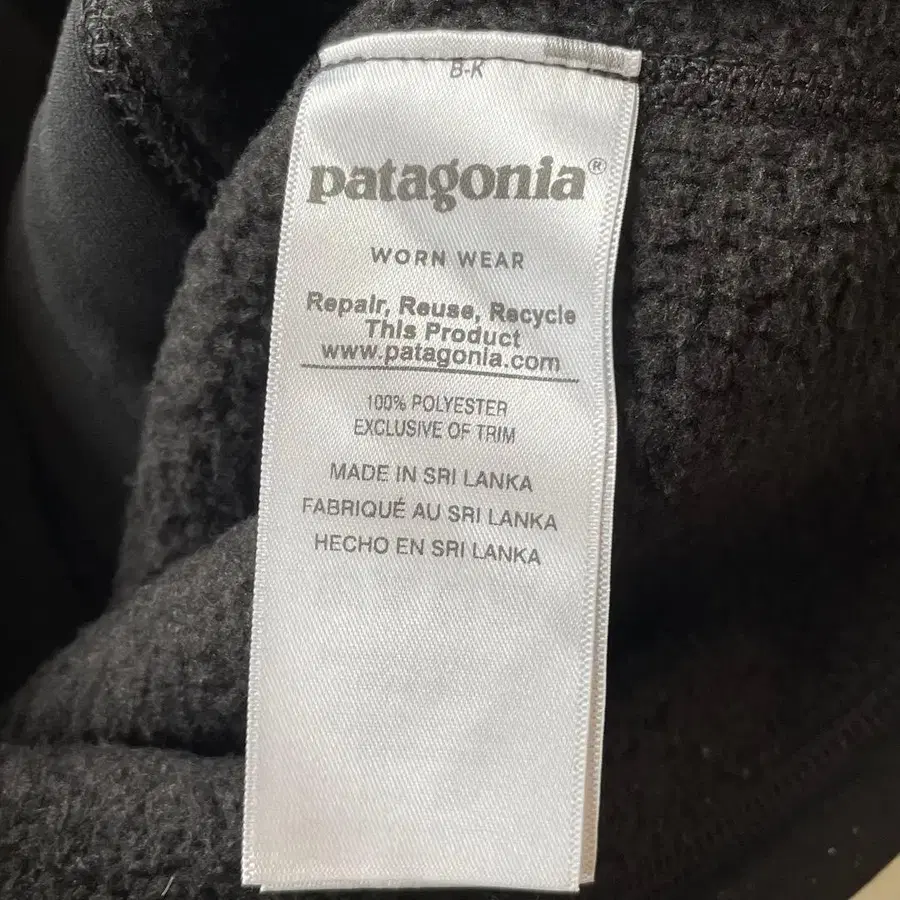 B-K
patagonia®
WORN WEAR
Repair, Reuse, Recycle
This Product
www.patagonia.com
100% POLYESTER
EXCLUSIVE OF TRIM
MADE IN SRI LANKA
FABRIQUÉ AU SRI LANKA
HECHO EN SRI LANKA